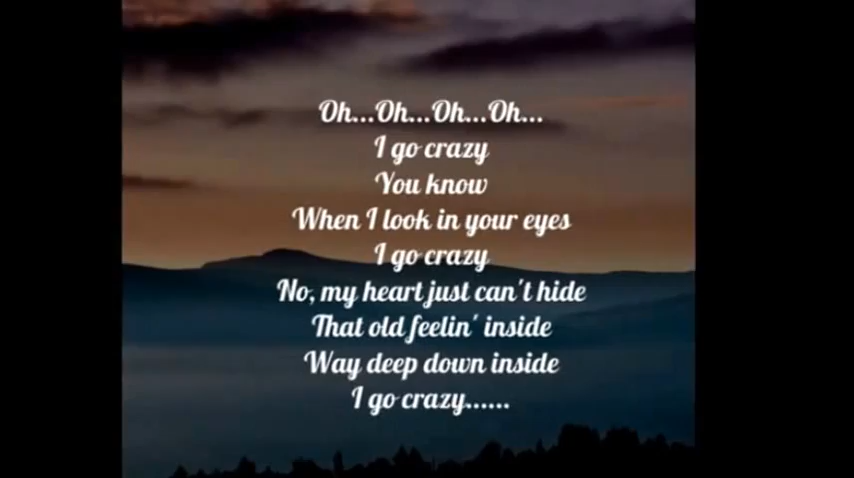 Oh...Oh...Oh...Oh...
I go crazy
You know
When I look in your eyes
I go crazy
No, my heart just can't hide
That old feelin' inside
Way deep down inside
I go crazy......